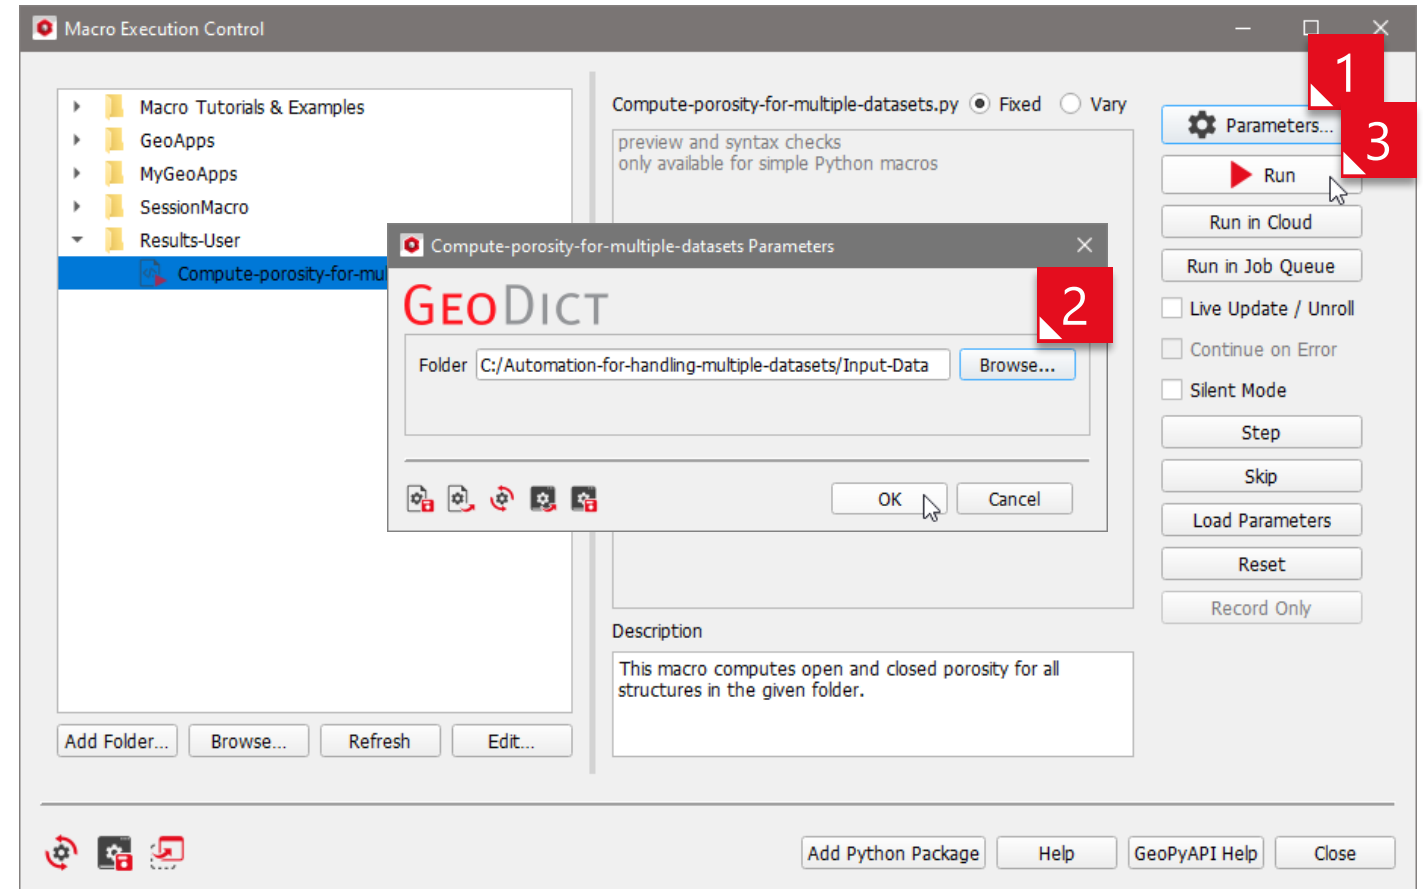 Macro Execution Control
1
Macro Tutorials & Examples
GeoApps
MyGeoApps
SessionMacro
Results-User
Compute-porosity-for-mu
Add Folder...
Browse...
Refresh
Edit...
Compute-porosity-for-multiple-datasets.py
Fixed
Vary
preview and syntax checks
only available for simple Python macros
Compute-porosity-for-multiple-datasets Parameters
2
GEODICT
Folder
C:/Automation-for-handling-multiple-datasets/Input-Data
Browse...
OK
Cancel
Description
This macro computes open and closed porosity for all
structures in the given folder.
Parameters...
3
Run
Run in Cloud
Run in Job Queue
Live Update / Unroll
Continue on Error
Silent Mode
Step
Skip
Load Parameters
Reset
Record Only
Add Python Package
Help
GeoPyAPI Help
Close